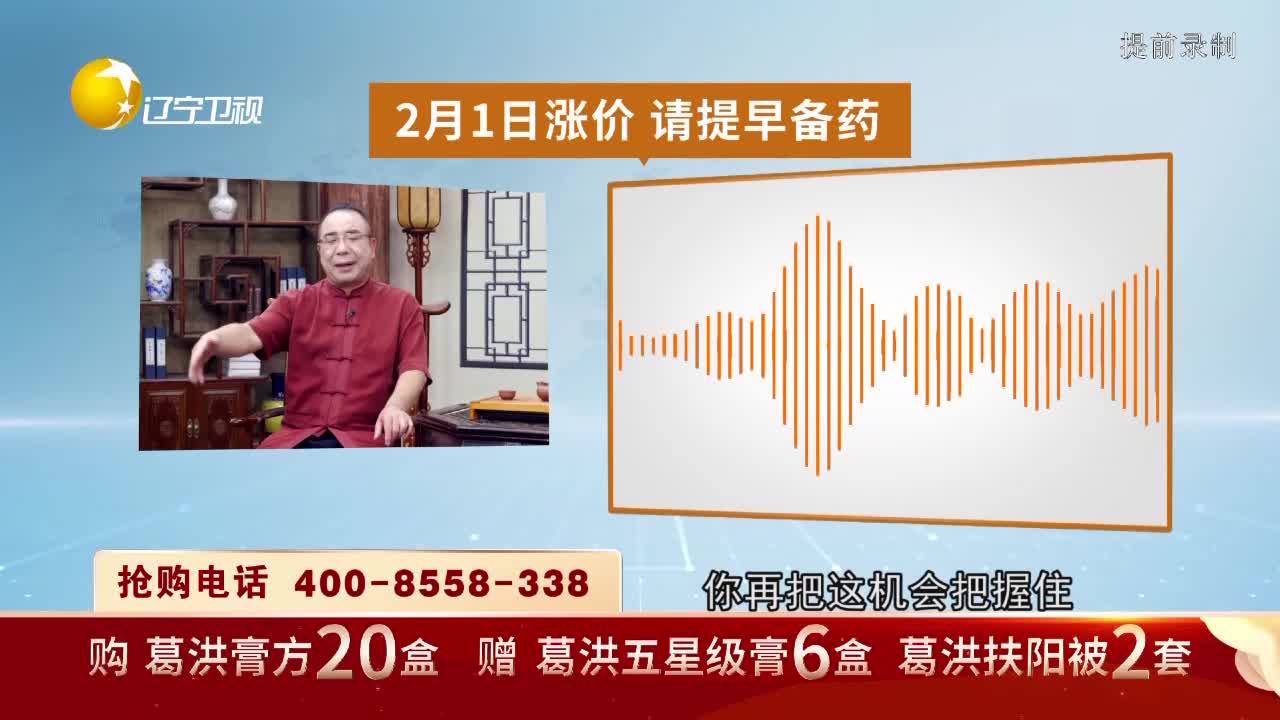 提前录制
辽宁卫视
2月1日涨价 请提早备药
抢购电话 400-8558-338
你再把这机会把握住
购 葛洪膏方20盒 赠 葛洪五星级膏6盒 葛洪扶阳被2套